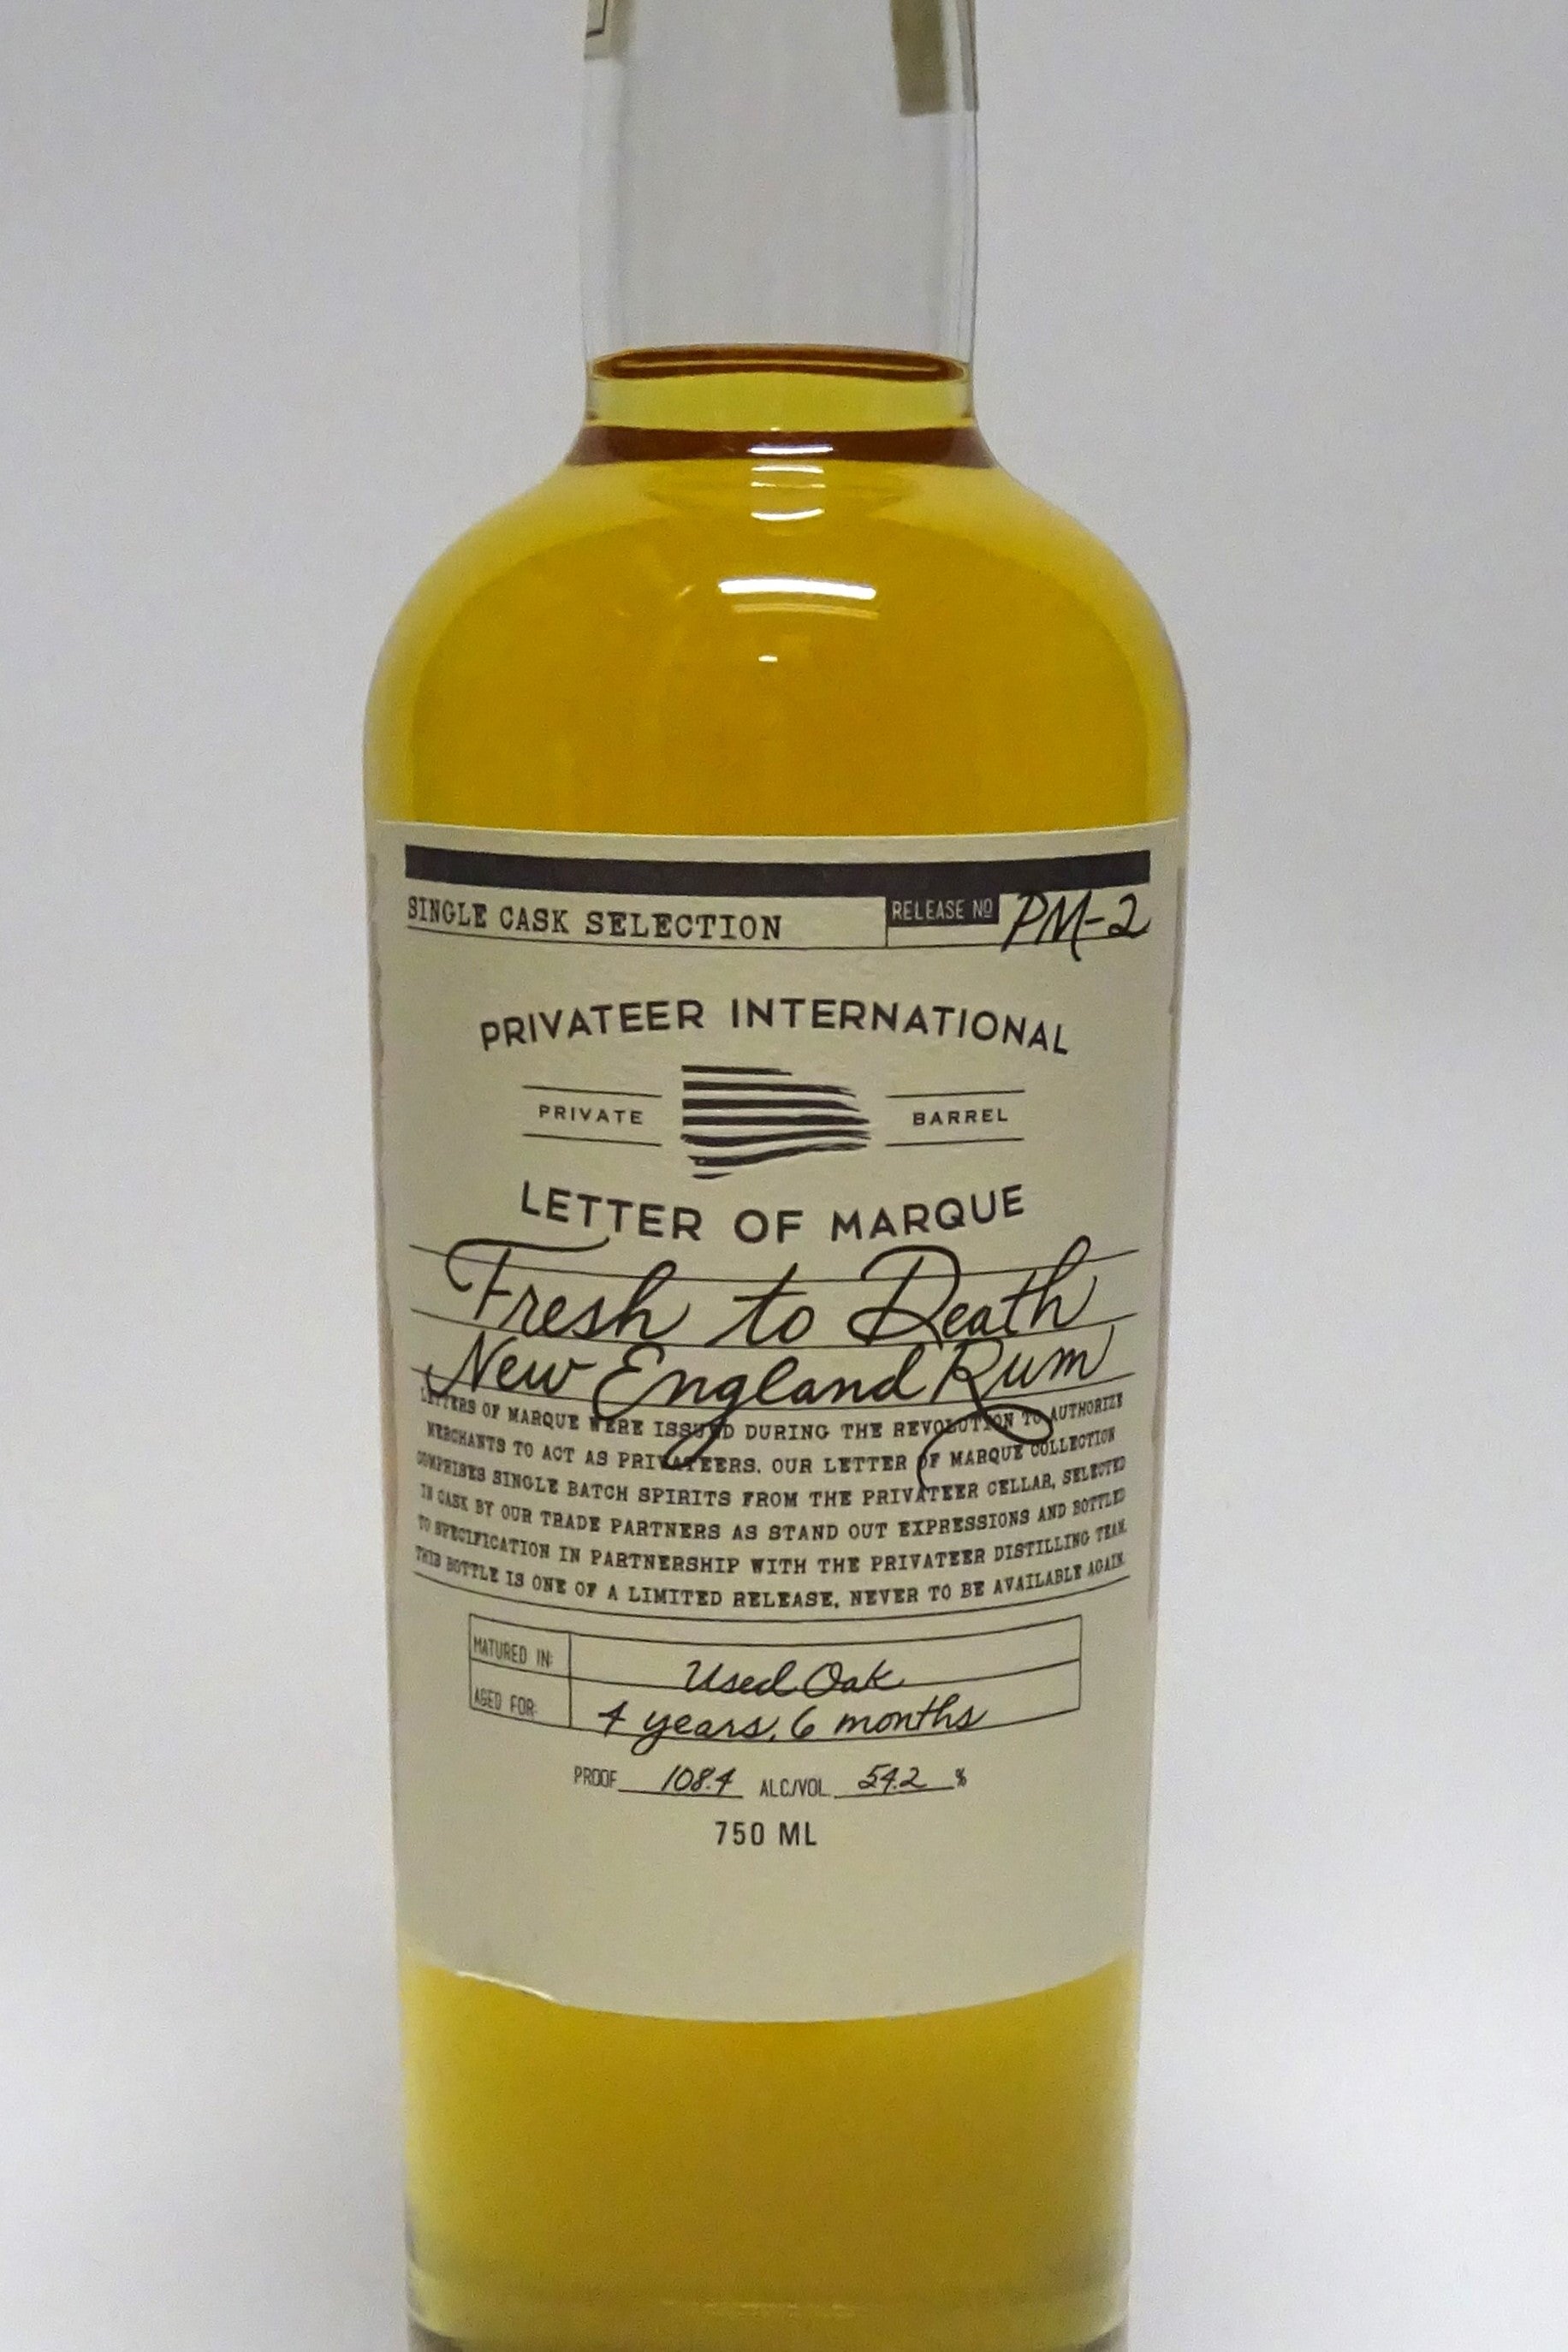 SINGLE CASK SELECTION
RELEASE NO PM-2
PRIVATEER INTERNATIONAL
PRIVATE BARREL
LETTER OF MARQUE
Fresh to Death
New England Rum
LETTERS OF MARQUE WERE ISSUED DURING THE REVOLUTION TO AUTHORIZE
MERCHANTS TO ACT AS PRIVATEERS. OUR LETTER OF MARQUE COLLECTION
COMPRISES SINGLE BATCH SPIRITS FROM THE PRIVATEER CELLAR, SELECTED
IN CASK BY OUR TRADE PARTNERS AS STAND OUT EXPRESSIONS AND BOTTLED
TO SPECIFICATION IN PARTNERSHIP WITH THE PRIVATEER DISTILLING TEAM.
THIS BOTTLE IS ONE OF A LIMITED RELEASE, NEVER TO BE AVAILABLE AGAIN.
MATURED IN: Used Oak
AGED FOR: 4 years, 6 months
PROOF 108.4 ALC/VOL. 54.2 %
750 ML